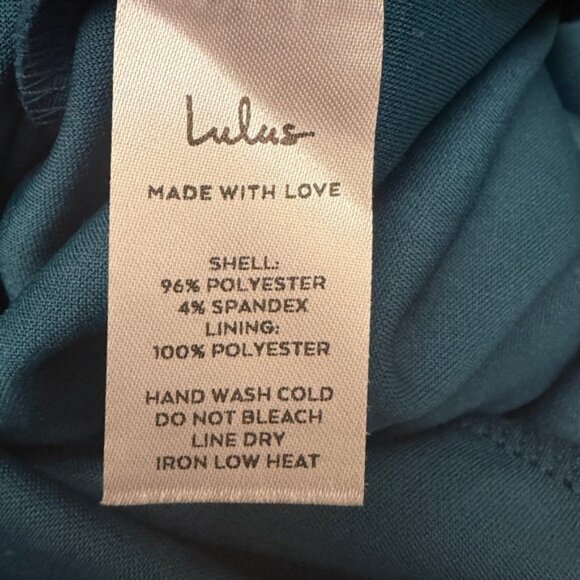 Lulus
MADE WITH LOVE
SHELL:
96% POLYESTER
4% SPANDEX
LINING:
100% POLYESTER
HAND WASH COLD
DO NOT BLEACH
LINE DRY
IRON LOW HEAT